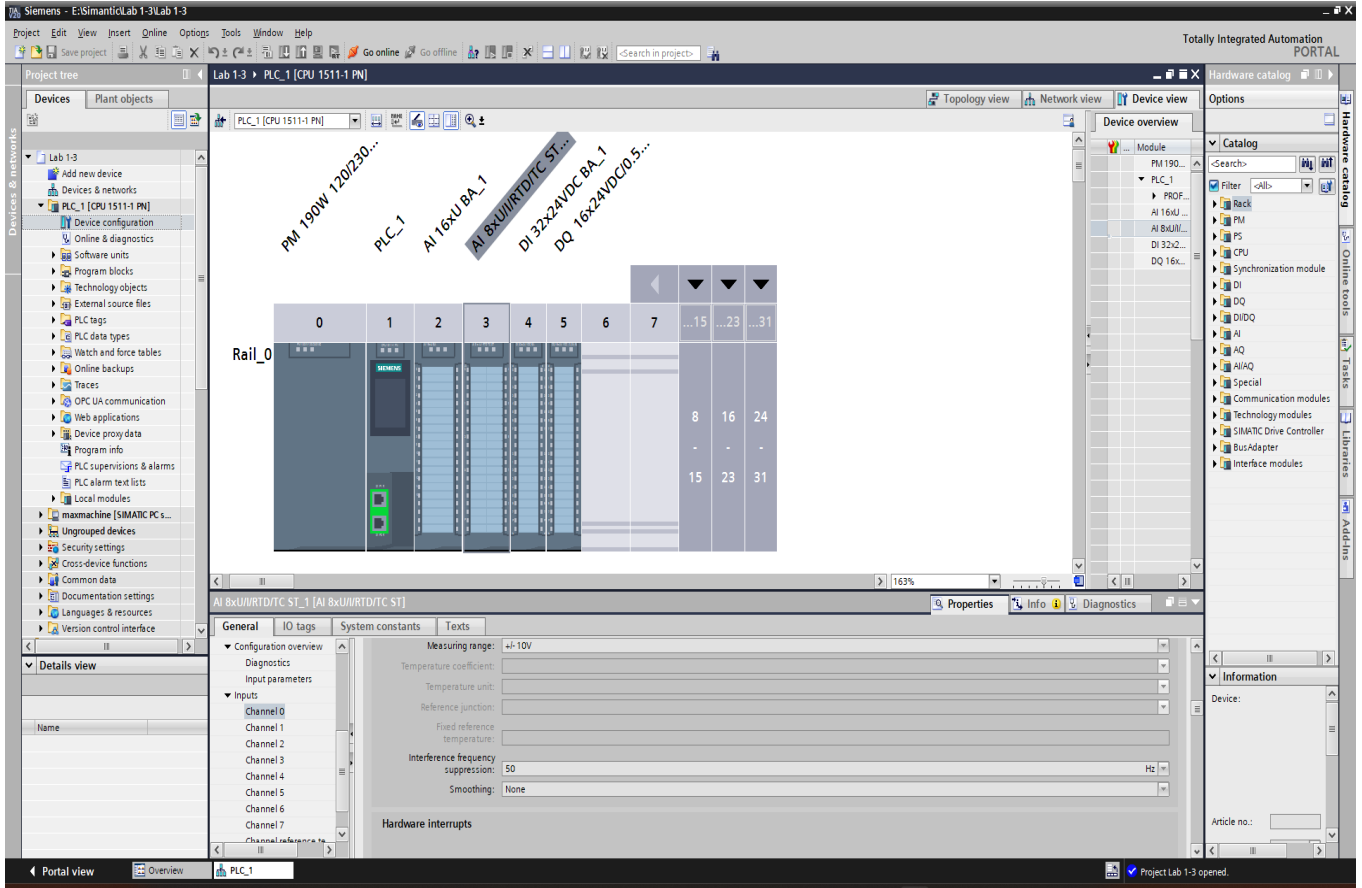 Siemens - E:\Simantic\Lab 1-3\Lab 1-3
Project Edit View Insert Online Options Tools Window Help
Totally Integrated Automation
PORTAL
Save project
Go online
Go offline
<Search in project>
Project tree
Lab 1-3 PLC_1 [CPU 1511-1 PN]
Hardware catalog
Devices
Plant objects
Topology view
Network view
Device view
Options
PLC_1 [CPU 1511-1 PN]
Device overview
Devices & networks
Lab 1-3
Add new device
Devices & networks
PLC_1 [CPU 1511-1 PN]
Device configuration
Online & diagnostics
Software units
Program blocks
Technology objects
External source files
PLC tags
PLC data types
Watch and force tables
Online backups
Traces
OPC UA communication
Web applications
Device proxy data
Program info
PLC supervisions & alarms
PLC alarm text lists
Local modules
maxmachine [SIMATIC PC s...
Ungrouped devices
Security settings
Cross-device functions
Common data
Documentation settings
Languages & resources
Version control interface
Details view
Name
PM 190W 120/230...
PLC_1
AI 16xU BA_1
AI 8xU/I/RTD/TC ST...
DI 32x24VDC BA_1
DQ 16x24VDC/0.5...
0 1 2 3 4 5 6 7 ...15 ...23 ...31
Rail_0
SIEMENS
8 16 24
- - -
15 23 31
163%
... Module
PM 190...
PLC_1
PROF...
AI 16xU ...
AI 8xU/I/...
DI 32x2...
DQ 16x...
Catalog
<Search>
Filter <All>
Rack
PM
PS
CPU
Synchronization module
DI
DQ
DI/DQ
AI
AQ
AI/AQ
Special
Communication modules
Technology modules
SIMATIC Drive Controller
BusAdapter
Interface modules
Hardware catalog
Online tools
Tasks
Libraries
Add-Ins
AI 8xU/I/RTD/TC ST_1 [AI 8xU/I/RTD/TC ST]
Properties
Info
Diagnostics
General
IO tags
System constants
Texts
Configuration overview
Diagnostics
Input parameters
Inputs
Channel 0
Channel 1
Channel 2
Channel 3
Channel 4
Channel 5
Channel 6
Channel 7
Channel reference te...
Measuring range: +/- 10V
Temperature coefficient:
Temperature unit:
Reference junction:
Fixed reference
temperature:
Interference frequency
suppression: 50 Hz
Smoothing: None
Hardware interrupts
Information
Device:
Article no.:
Portal view
Overview
PLC_1
Project Lab 1-3 opened.